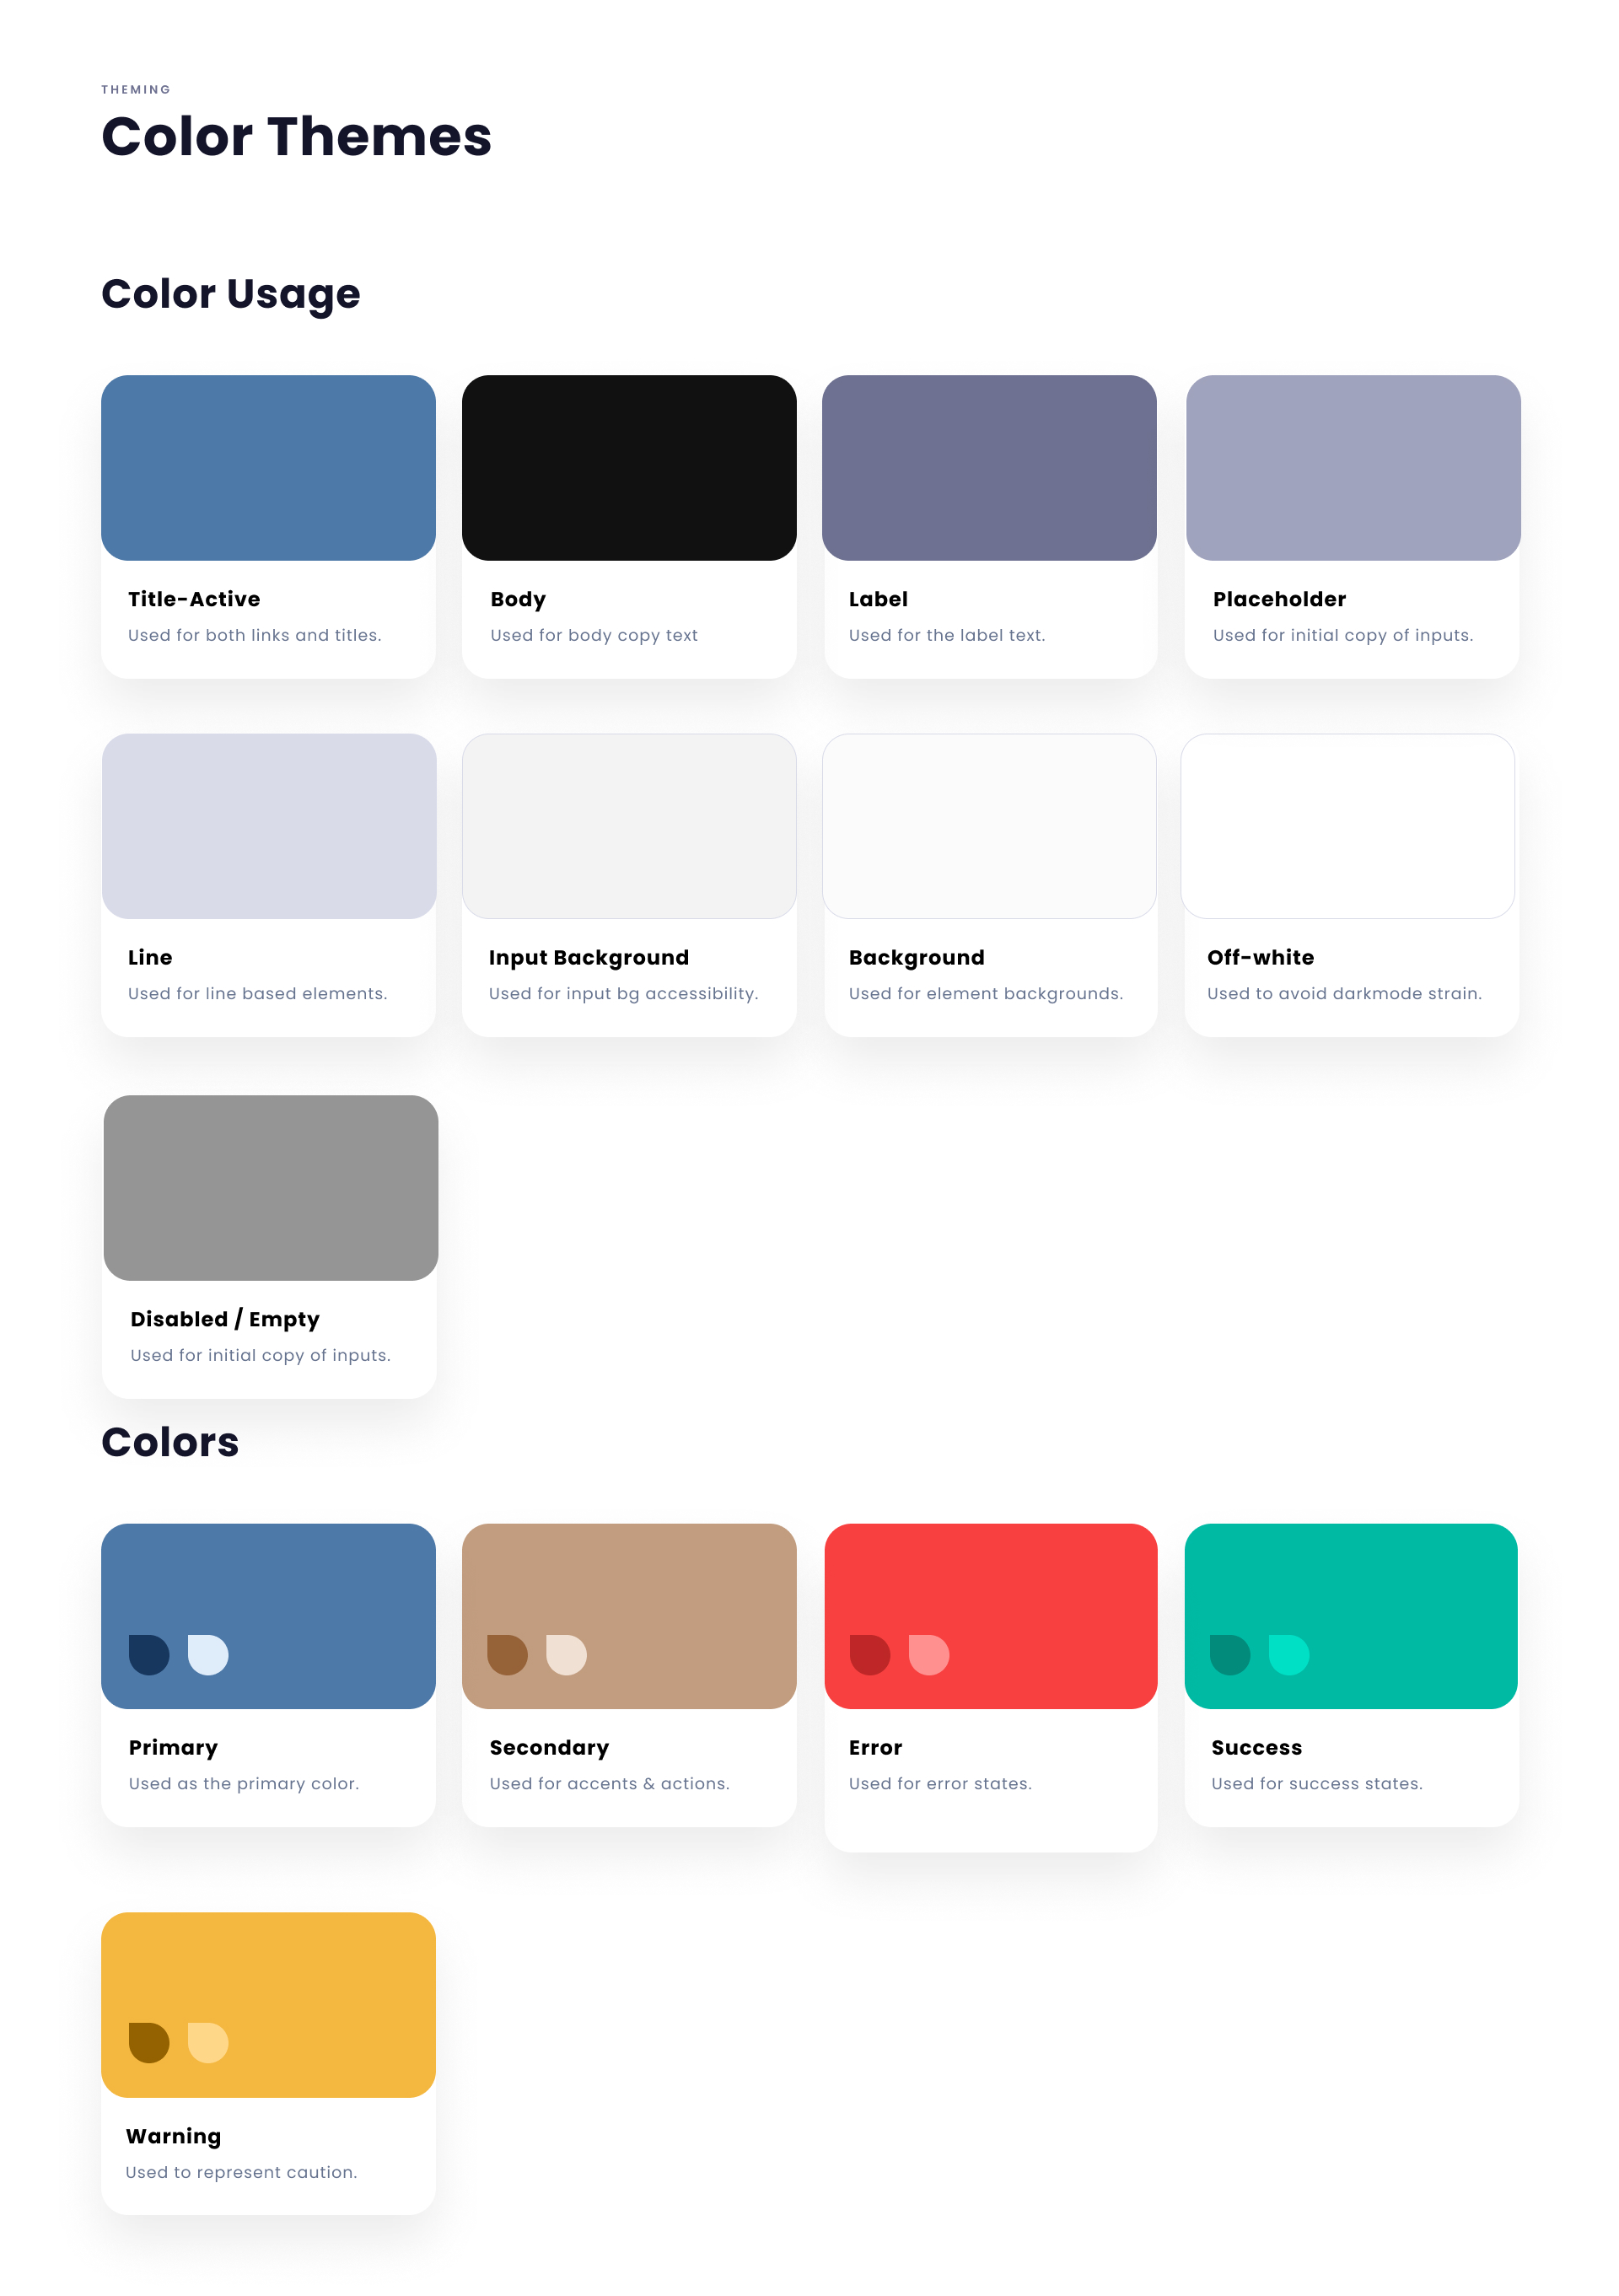 THEMING
Color Themes
Color Usage
Title-Active
Used for both links and titles.
Body
Used for body copy text
Label
Used for the label text.
Placeholder
Used for initial copy of inputs.
Line
Used for line based elements.
Input Background
Used for input bg accessibility.
Background
Used for element backgrounds.
Off-white
Used to avoid darkmode strain.
Disabled / Empty
Used for initial copy of inputs.
Colors
Primary
Used as the primary color.
Secondary
Used for accents & actions.
Error
Used for error states.
Success
Used for success states.
Warning
Used to represent caution.